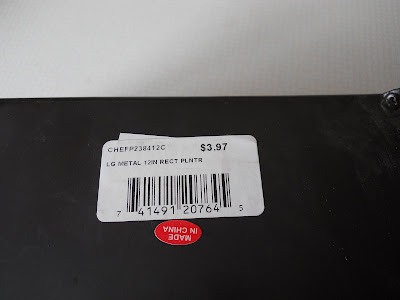 CHEFP238412C $3.97
LG METAL 12IN RECT PLNTR
7 41491 20764 5
MADE
IN CHINA